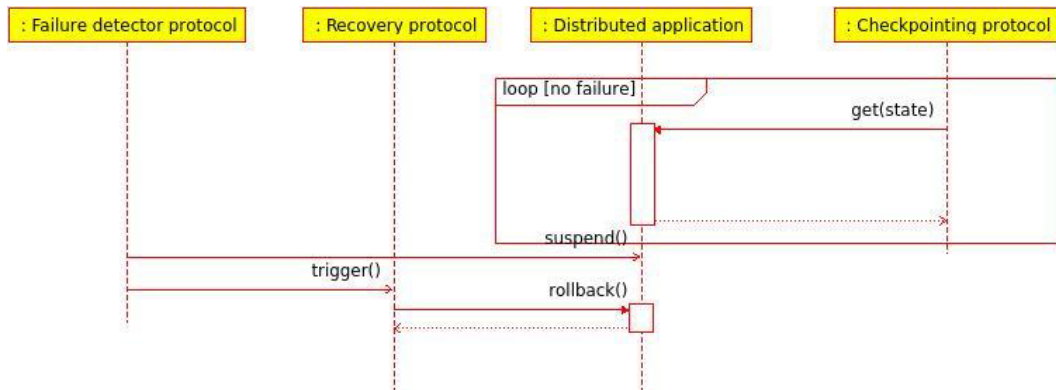 : Failure detector protocol
: Recovery protocol
: Distributed application
: Checkpointing protocol
loop [no failure]
get(state)
suspend()
trigger()
rollback()